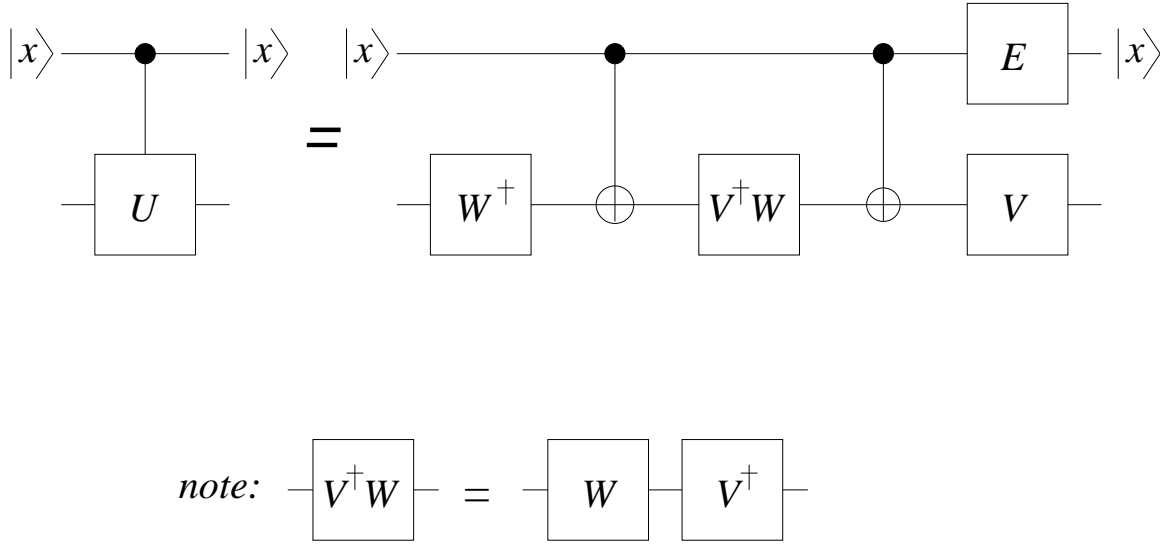 |x⟩ |x⟩ = |x⟩ E |x⟩
U W† V†W V
note: V†W = W V†